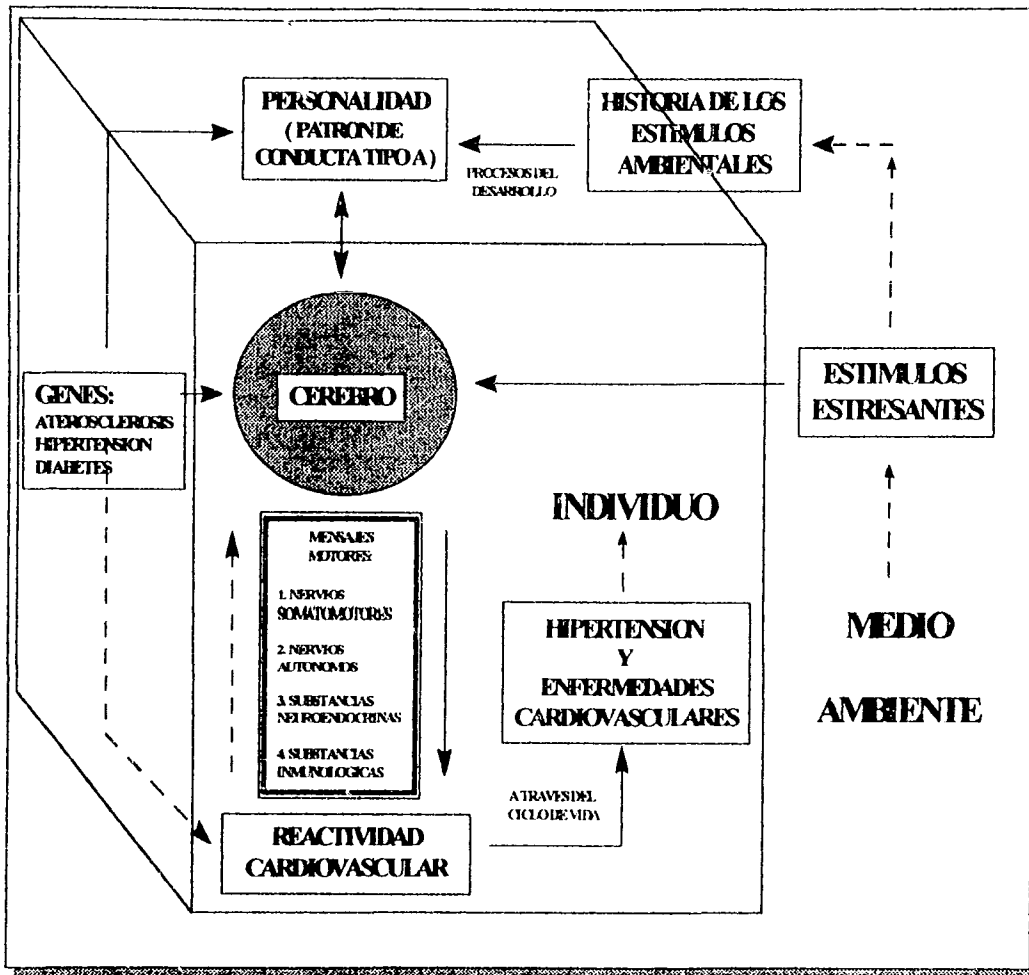 PERSONALIDAD
( PATRON DE
CONDUCTA TIPO A )
HISTORIA DE LOS
ESTIMULOS
AMBIENTALES
PROCESOS DEL
DESARROLLO
GENES:
ATEROSCLEROSIS
HIPERTENSION
DIABETES
CEREBRO
ESTIMULOS
ESTRESANTES
MENSAJES
MOTORES:
1. NERVIOS
SOMATOMOTORES
2. NERVIOS
AUTONOMOS
3. SUBSTANCIAS
NEUROENDOCRINAS
4. SUBSTANCIAS
INMUNOLOGICAS
INDIVIDUO
HIPERTENSION
Y
ENFERMEDADES
CARDIOVASCULARES
MEDIO
AMBIENTE
A TRAVES DEL
CICLO DE VIDA
REACTIVIDAD
CARDIOVASCULAR